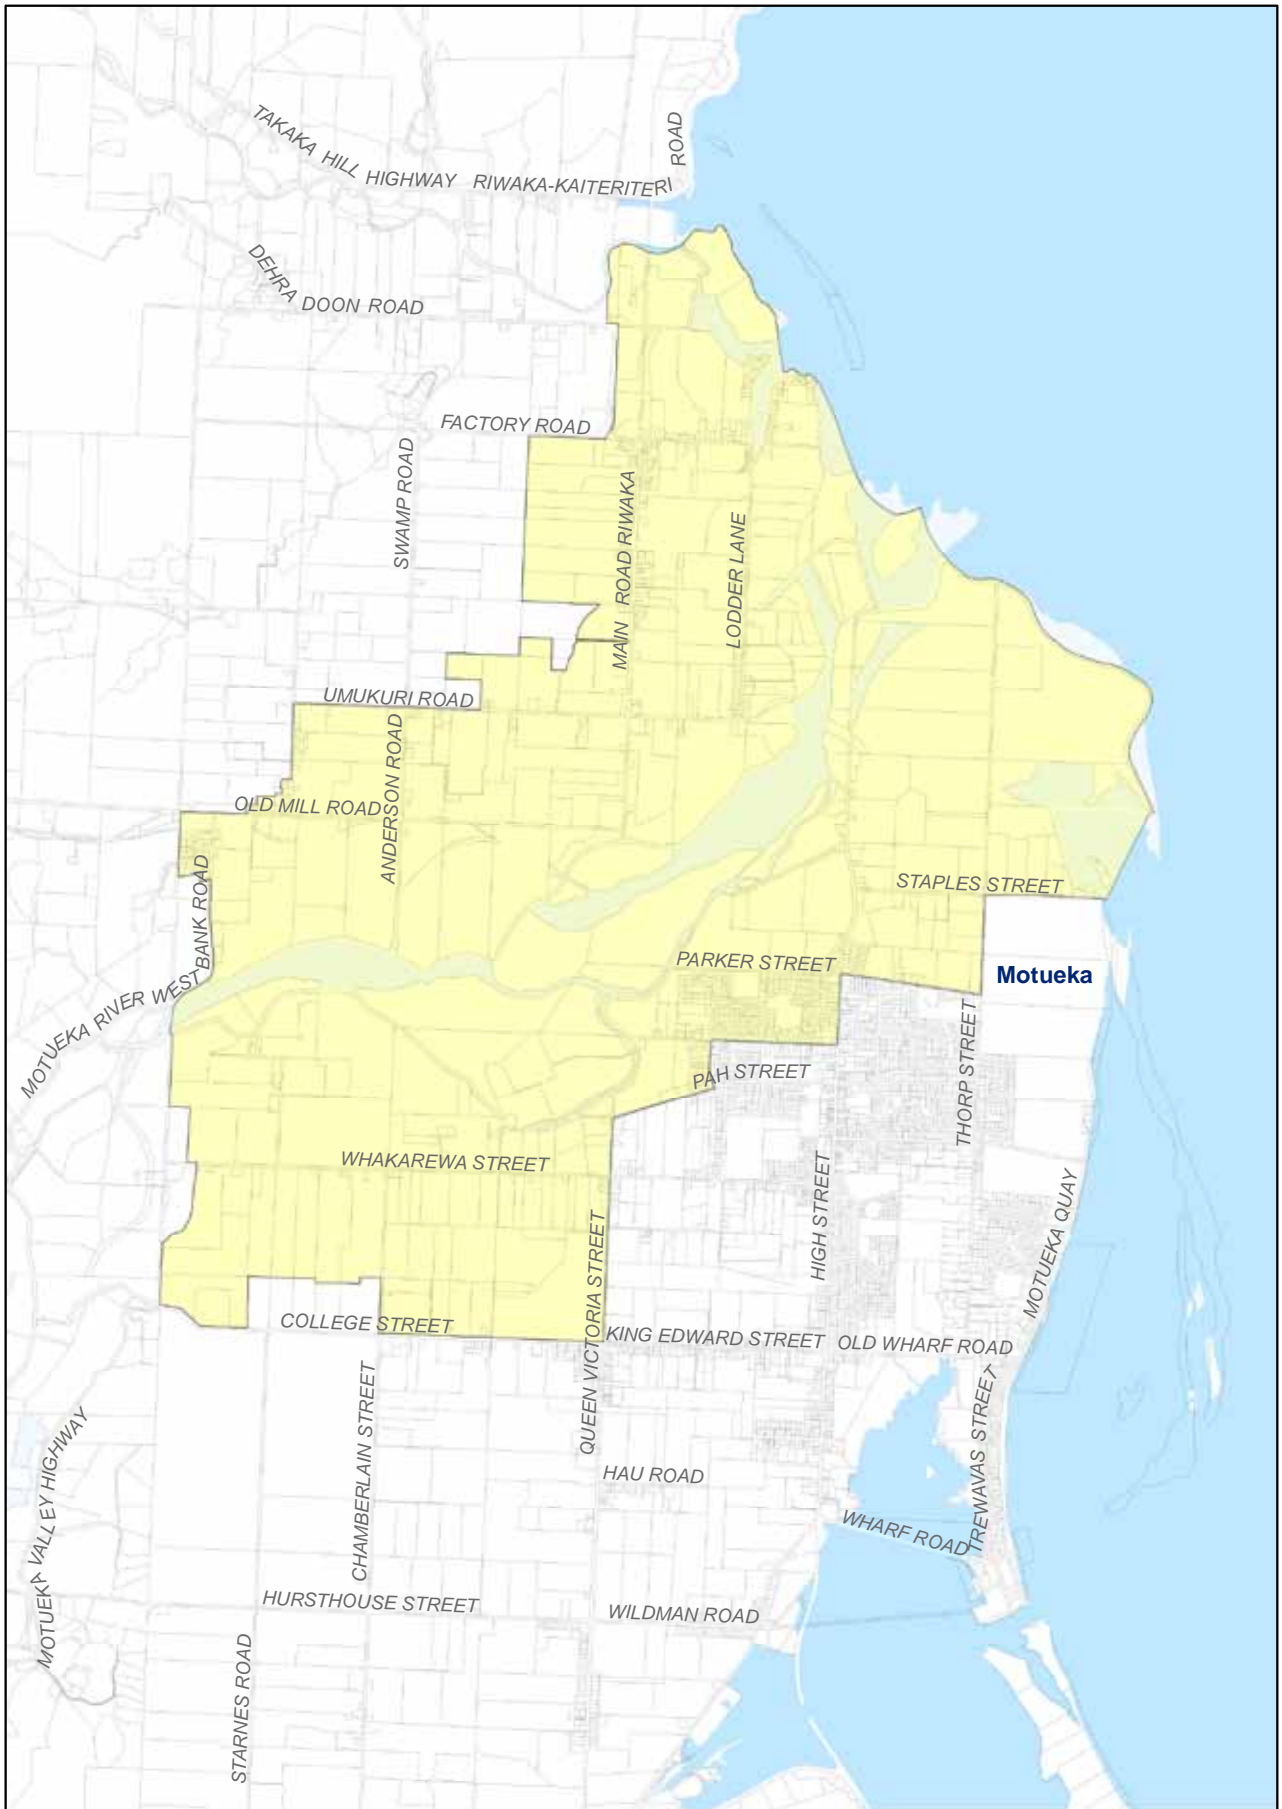 TAKAKA HILL HIGHWAY
RIWAKA-KAITERITERI ROAD
DEHRA DOON ROAD
FACTORY ROAD
SWAMP ROAD
MAIN ROAD RIWAKA
LODDER LANE
UMUKURI ROAD
ANDERSON ROAD
OLD MILL ROAD
STAPLES STREET
MOTUEKA RIVER WEST BANK ROAD
PARKER STREET
Motueka
THORP STREET
PAH STREET
WHAKAREWA STREET
HIGH STREET
MOTUEKA QUAY
QUEEN VICTORIA STREET
COLLEGE STREET
KING EDWARD STREET
OLD WHARF ROAD
CHAMBERLAIN STREET
TREWAVAS STREET
MOTUEKA VALLEY HIGHWAY
HAU ROAD
WHARF ROAD
HURSTHOUSE STREET
WILDMAN ROAD
STARNES ROAD